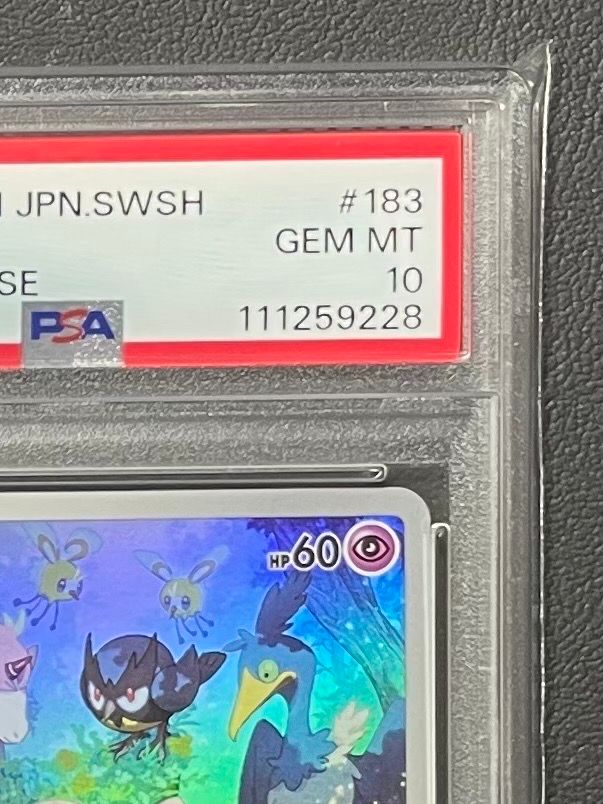 JPN.SWSH #183
GEM MT
SE 10
PSA 111259228
HP60